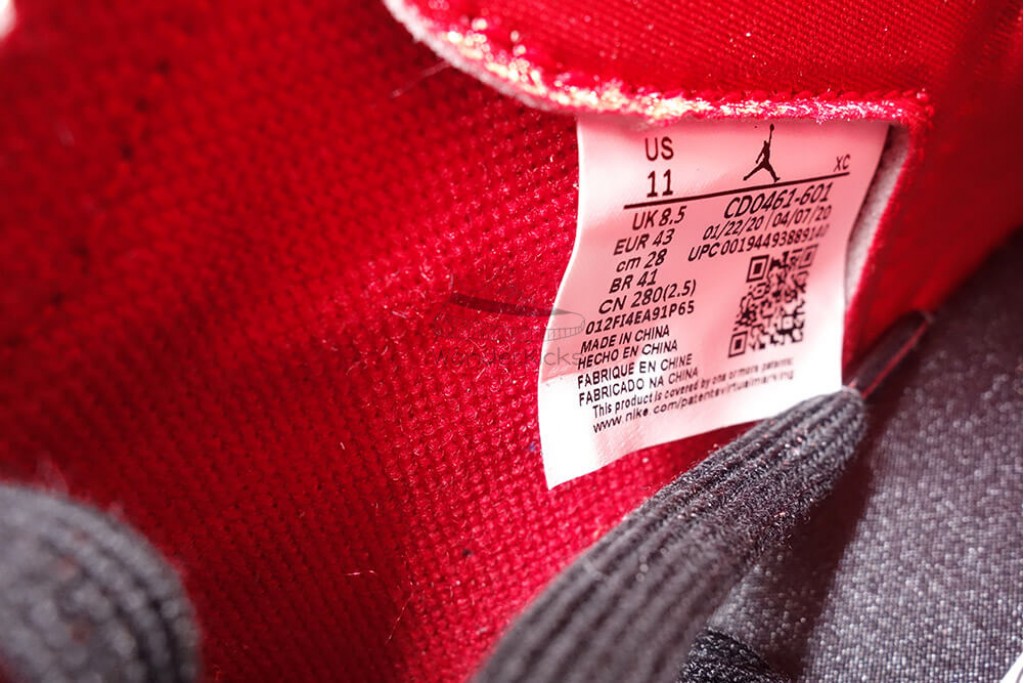 US
11
XC
UK 8.5
CD0461-601
EUR 43
01/22/20 | 04/07/20
cm 28
UPC 00194493889140
BR 41
CN 280(2.5)
012FI4EA91P65
MADE IN CHINA
HECHO EN CHINA
FABRIQUE EN CHINE
FABRICADO NA CHINA
This product is covered by one or more patents:
www.nike.com/patentsvirtualmarking